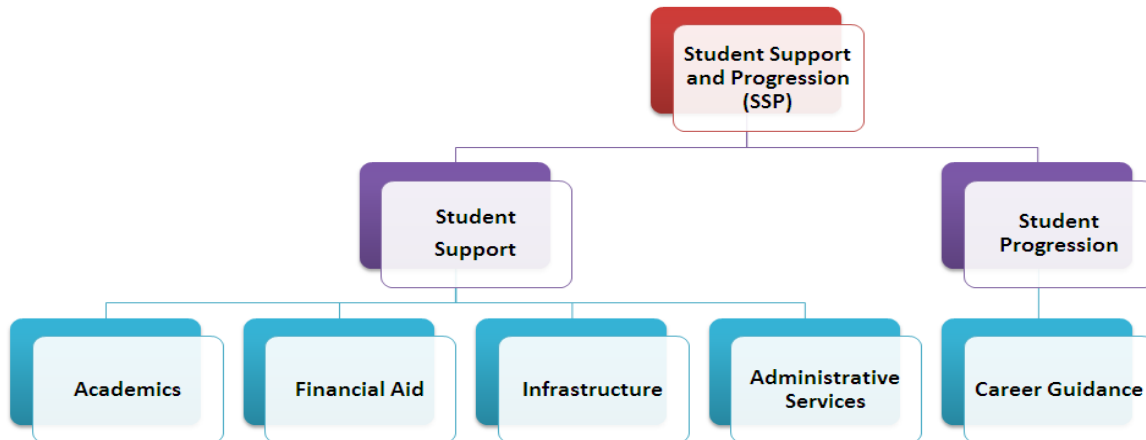 Student Support
and Progression
(SSP)
Student
Support
Student
Progression
Academics
Financial Aid
Infrastructure
Administrative
Services
Career Guidance